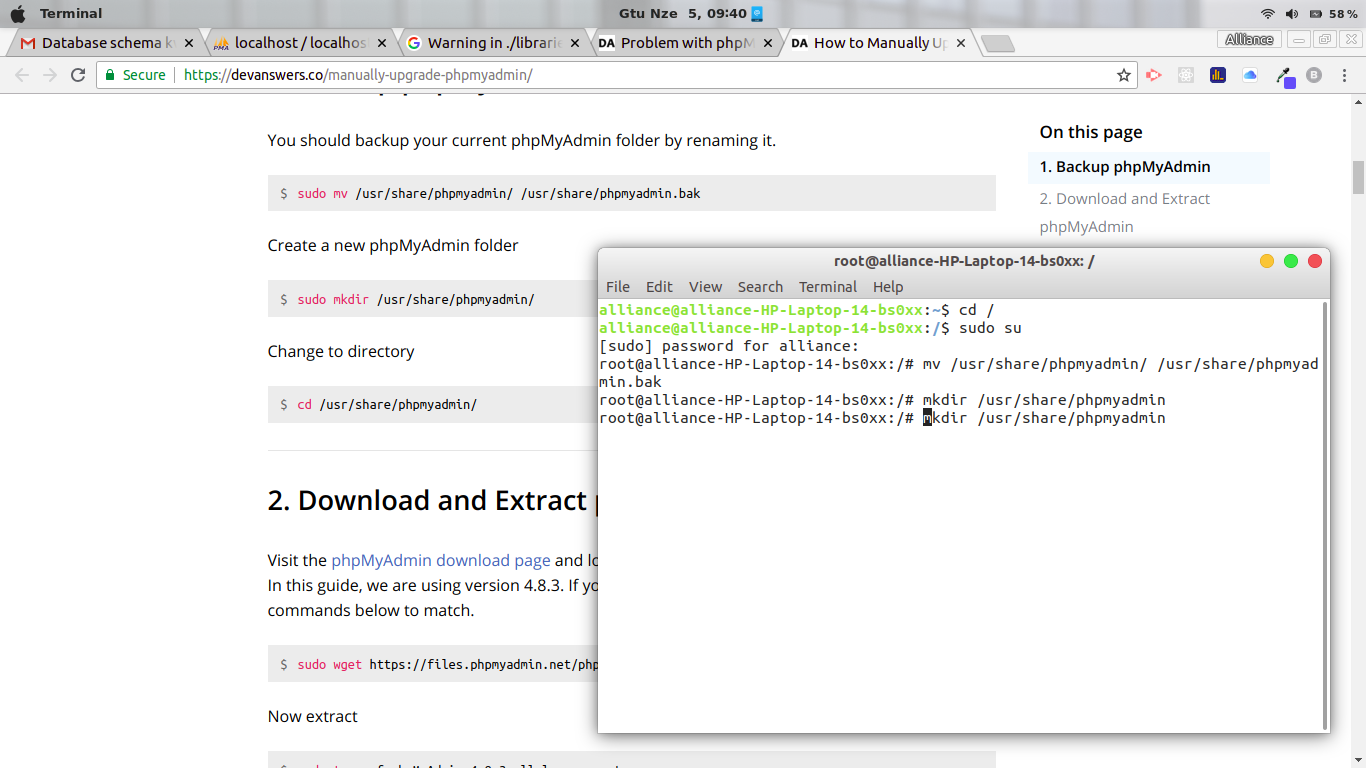 Terminal
Gtu Nze 5, 09:40
58 %
Database schema k
localhost / localhos
Warning in ./librari
Problem with phpM
How to Manually Up
Alliance
Secure
https://devanswers.co/manually-upgrade-phpmyadmin/
You should backup your current phpMyAdmin folder by renaming it.
$ sudo mv /usr/share/phpmyadmin/ /usr/share/phpmyadmin.bak
Create a new phpMyAdmin folder
$ sudo mkdir /usr/share/phpmyadmin/
Change to directory
$ cd /usr/share/phpmyadmin/
2. Download and Extract
Visit the phpMyAdmin download page and lo
In this guide, we are using version 4.8.3. If yo
commands below to match.
$ sudo wget https://files.phpmyadmin.net/php
Now extract
On this page
1. Backup phpMyAdmin
2. Download and Extract
phpMyAdmin
root@alliance-HP-Laptop-14-bs0xx: /
File Edit View Search Terminal Help
alliance@alliance-HP-Laptop-14-bs0xx:~$ cd /
alliance@alliance-HP-Laptop-14-bs0xx:/$ sudo su
[sudo] password for alliance:
root@alliance-HP-Laptop-14-bs0xx:/# mv /usr/share/phpmyadmin/ /usr/share/phpmyad
min.bak
root@alliance-HP-Laptop-14-bs0xx:/# mkdir /usr/share/phpmyadmin
root@alliance-HP-Laptop-14-bs0xx:/# mkdir /usr/share/phpmyadmin